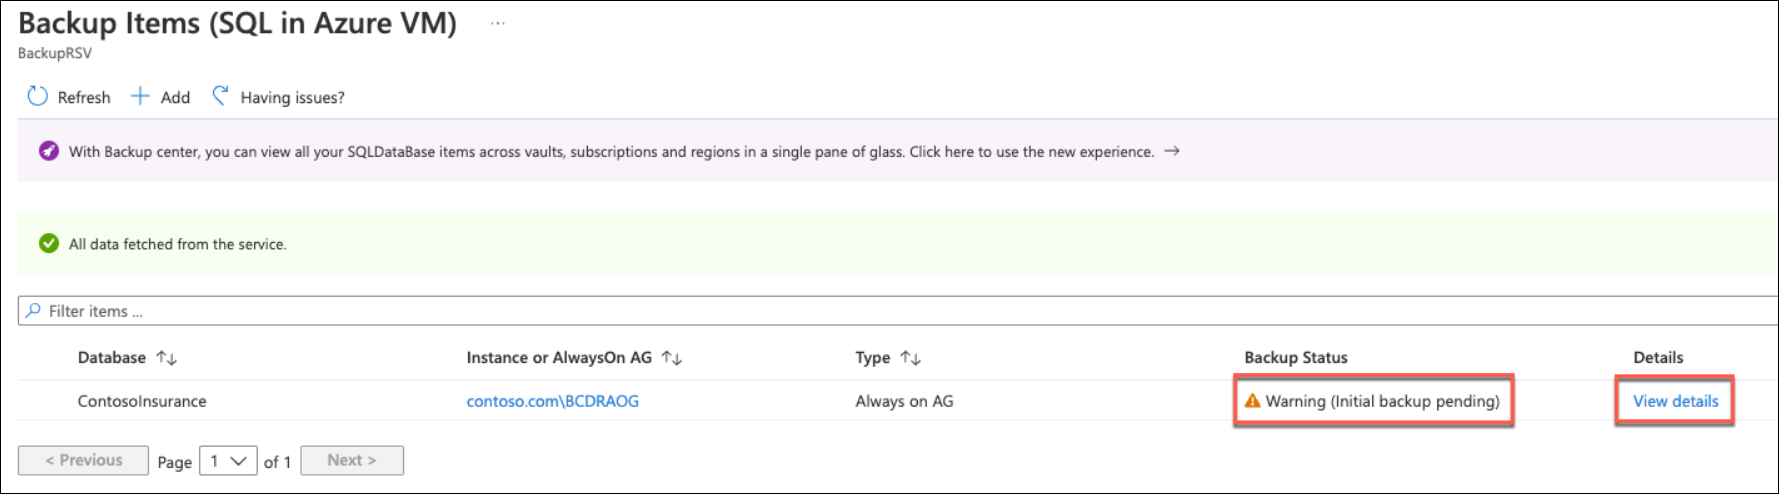 Backup Items (SQL in Azure VM) ...
BackupRSV
Refresh Add Having issues?
With Backup center, you can view all your SQLDataBase items across vaults, subscriptions and regions in a single pane of glass. Click here to use the new experience. →
All data fetched from the service.
Filter items ...
Database ↑↓ Instance or AlwaysOn AG ↑↓ Type ↑↓ Backup Status Details
ContosoInsurance contoso.com\BCDRAOG Always on AG Warning (Initial backup pending) View details
< Previous Page 1 of 1 Next >